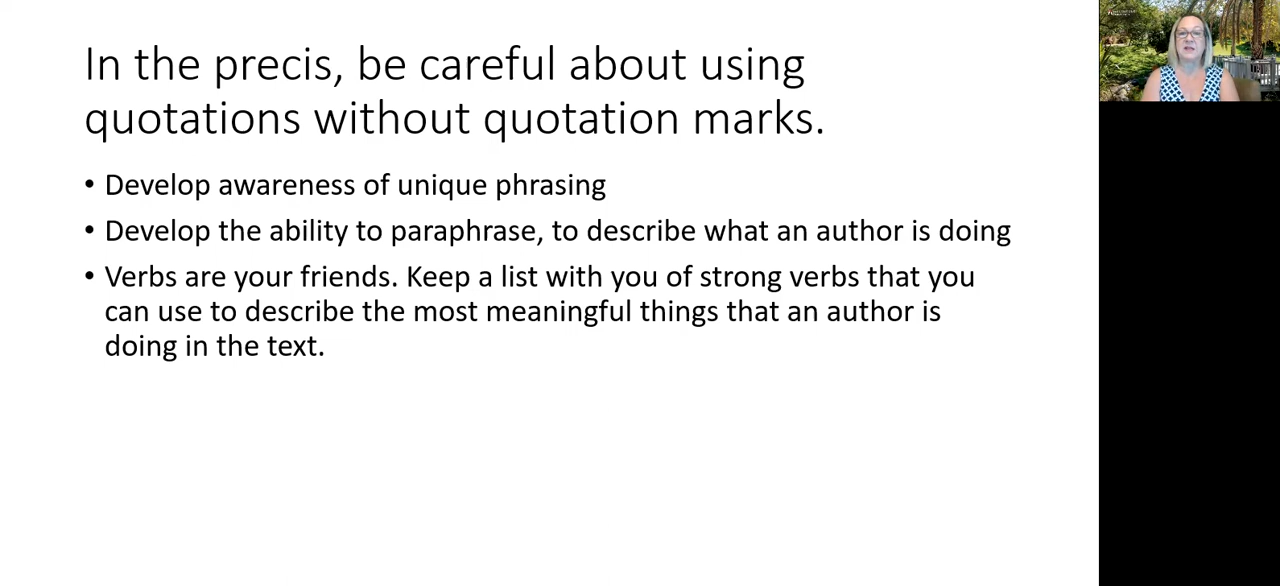 In the precis, be careful about using
quotations without quotation marks.
• Develop awareness of unique phrasing
• Develop the ability to paraphrase, to describe what an author is doing
• Verbs are your friends. Keep a list with you of strong verbs that you
can use to describe the most meaningful things that an author is
doing in the text.